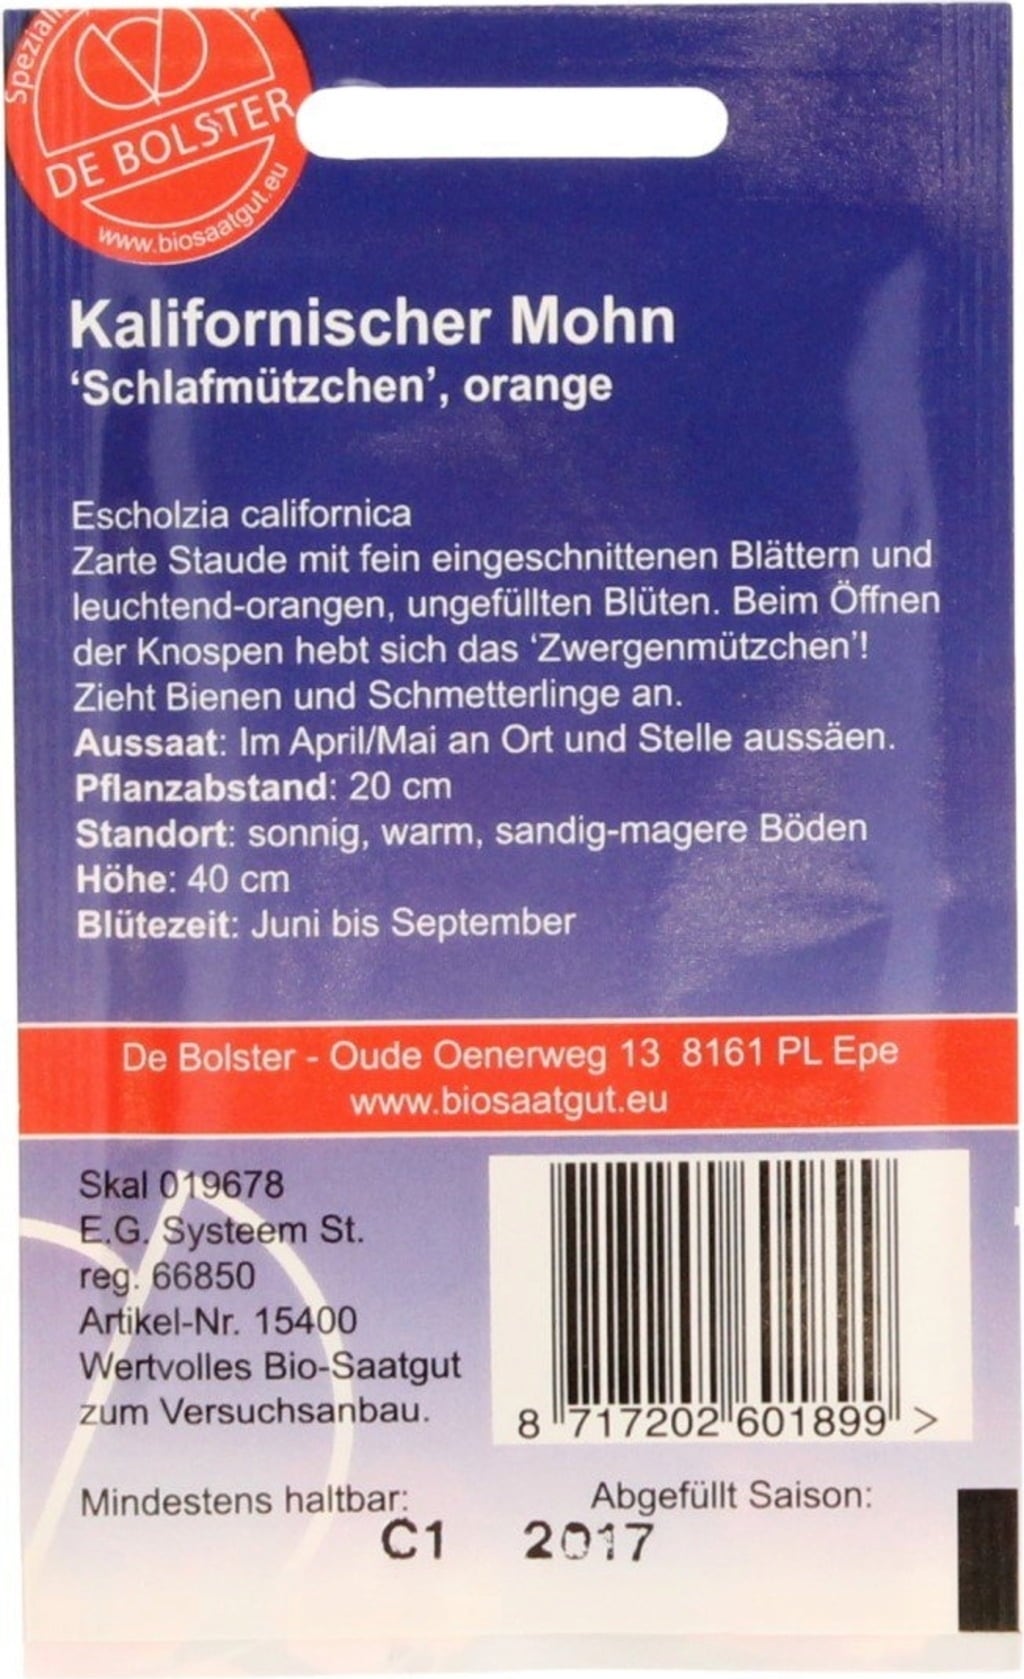 DE BOLSTER
www.biosaatgut.eu
Kalifornischer Mohn
‘Schlafmützchen’, orange
Escholzia californica
Zarte Staude mit fein eingeschnittenen Blättern und
leuchtend-orangen, ungefüllten Blüten. Beim Öffnen
der Knospen hebt sich das ‘Zwergenmützchen’!
Zieht Bienen und Schmetterlinge an.
Aussaat: Im April/Mai an Ort und Stelle aussäen.
Pflanzabstand: 20 cm
Standort: sonnig, warm, sandig-magere Böden
Höhe: 40 cm
Blütezeit: Juni bis September
De Bolster - Oude Oenerweg 13 8161 PL Epe
www.biosaatgut.eu
Skal 019678
E.G. Systeem St.
reg. 66850
Artikel-Nr. 15400
Wertvolles Bio-Saatgut
zum Versuchsanbau.
8 717202 601899 >
Mindestens haltbar: Abgefüllt Saison:
C1 2017